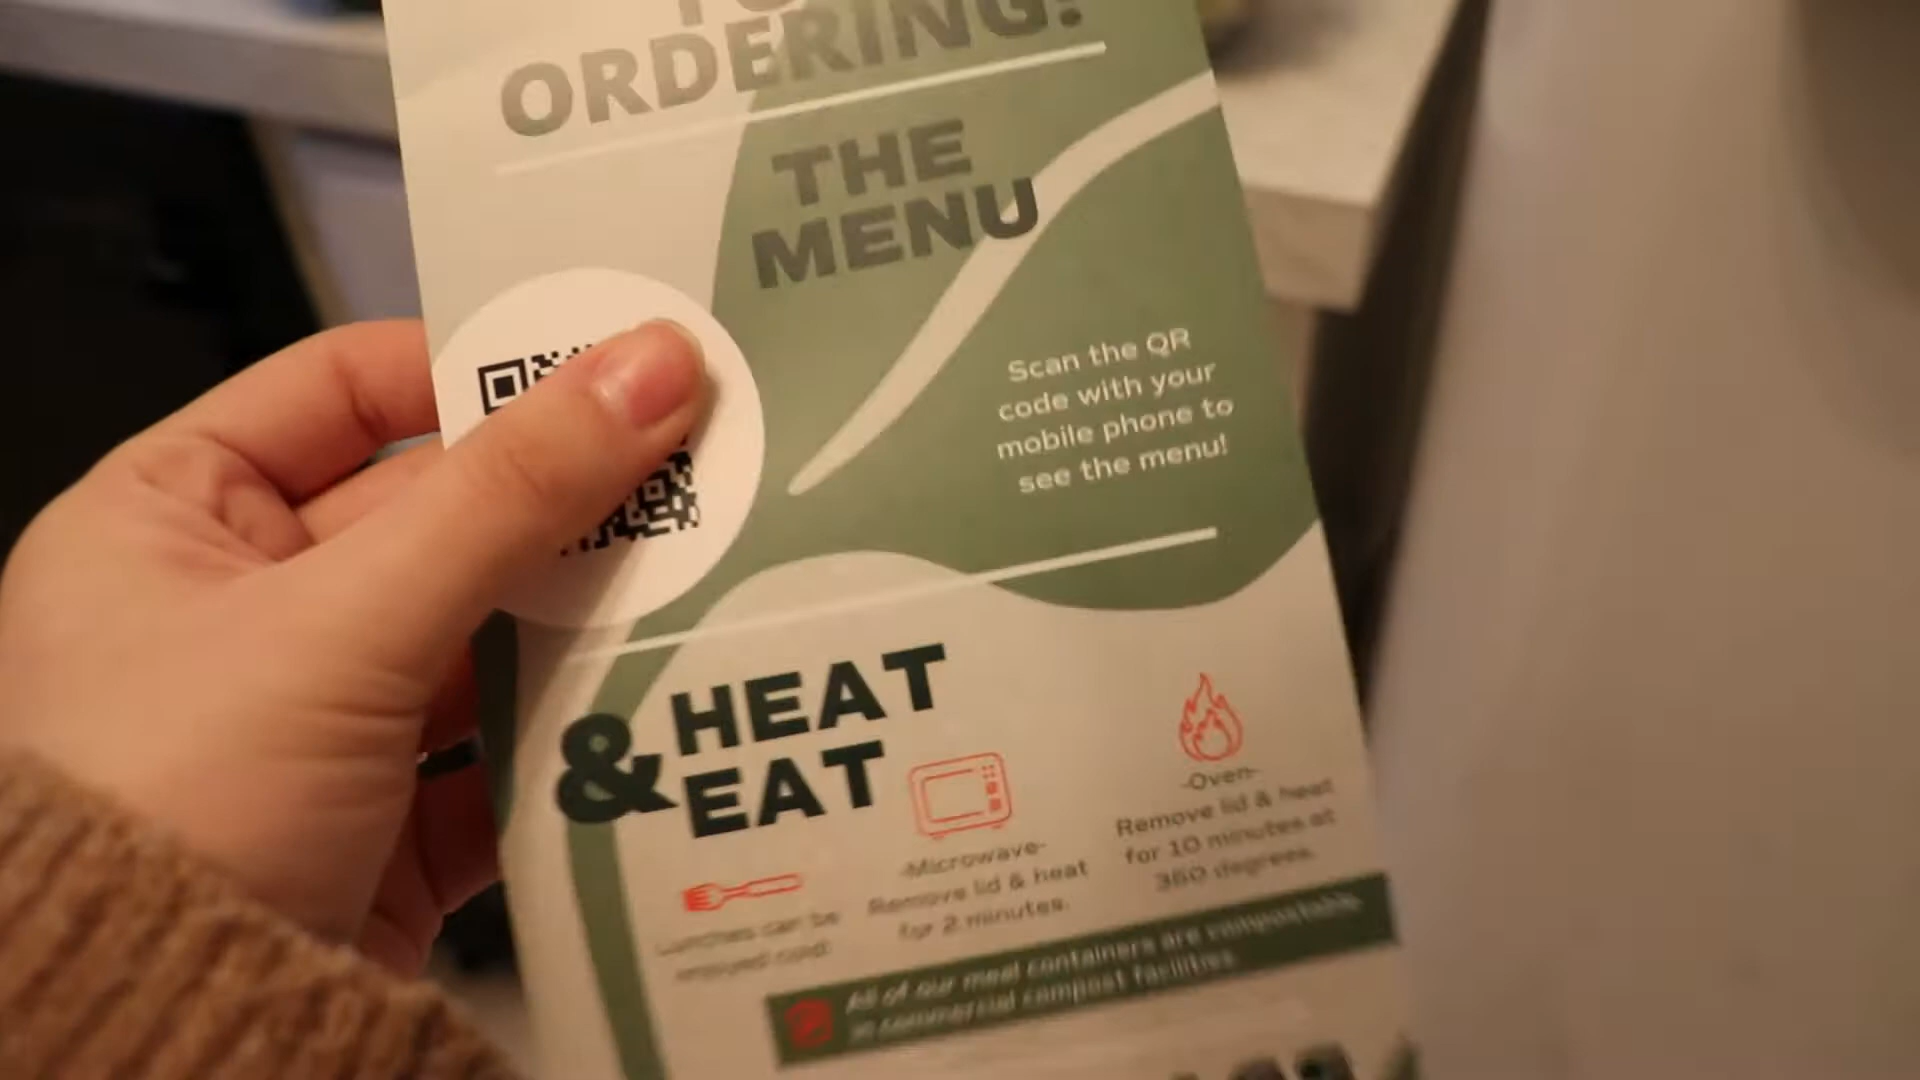 TO
ORDERING!
THE
MENU
Scan the QR
code with your
mobile phone to
see the menu!
& HEAT
EAT
-Oven-
Remove lid & heat
for 10 minutes at
350 degrees.
-Microwave-
Remove lid & heat
for 2 minutes.
Lunches can be
enjoyed cold!
All of our meal containers are compostable
in commercial compost facilities.